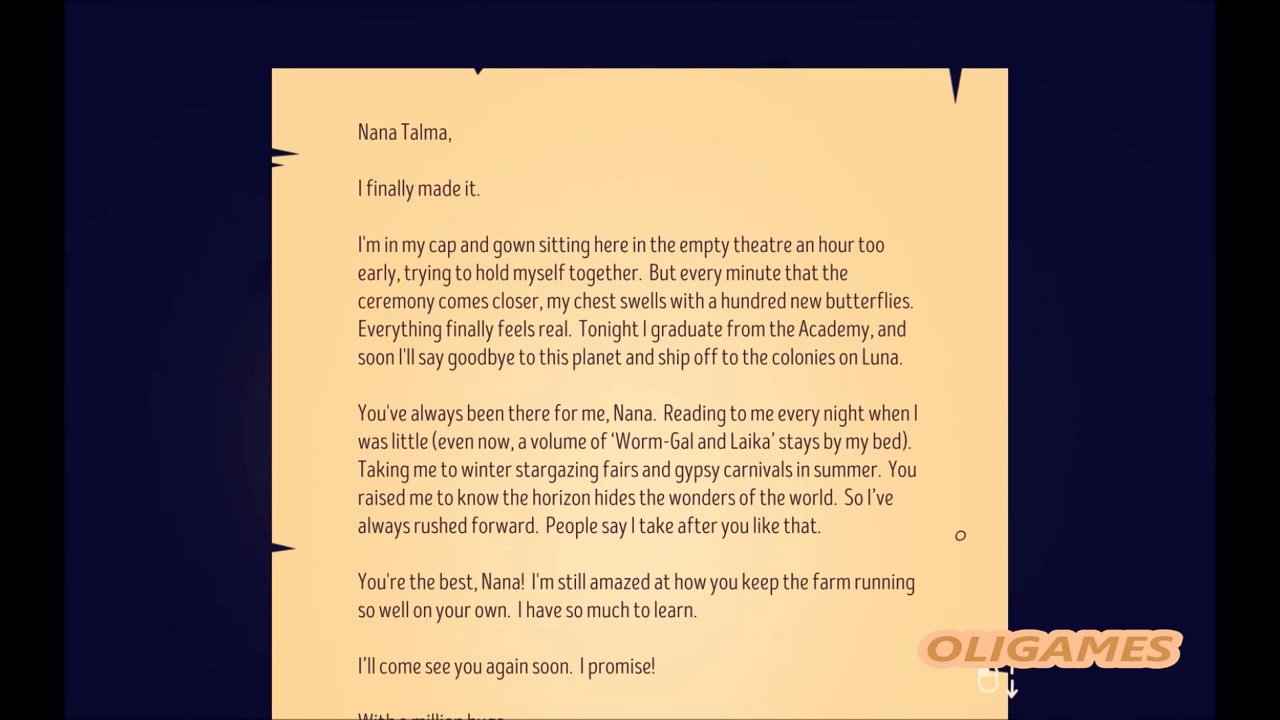 Nana Talma,
I finally made it.
I'm in my cap and gown sitting here in the empty theatre an hour too
early, trying to hold myself together. But every minute that the
ceremony comes closer, my chest swells with a hundred new butterflies.
Everything finally feels real. Tonight I graduate from the Academy, and
soon I'll say goodbye to this planet and ship off to the colonies on Luna.
You've always been there for me, Nana. Reading to me every night when I
was little (even now, a volume of ‘Worm-Gal and Laika’ stays by my bed).
Taking me to winter stargazing fairs and gypsy carnivals in summer. You
raised me to know the horizon hides the wonders of the world. So I’ve
always rushed forward. People say I take after you like that.
You're the best, Nana! I'm still amazed at how you keep the farm running
so well on your own. I have so much to learn.
I’ll come see you again soon. I promise!
OLIGAMES
With a million hugs